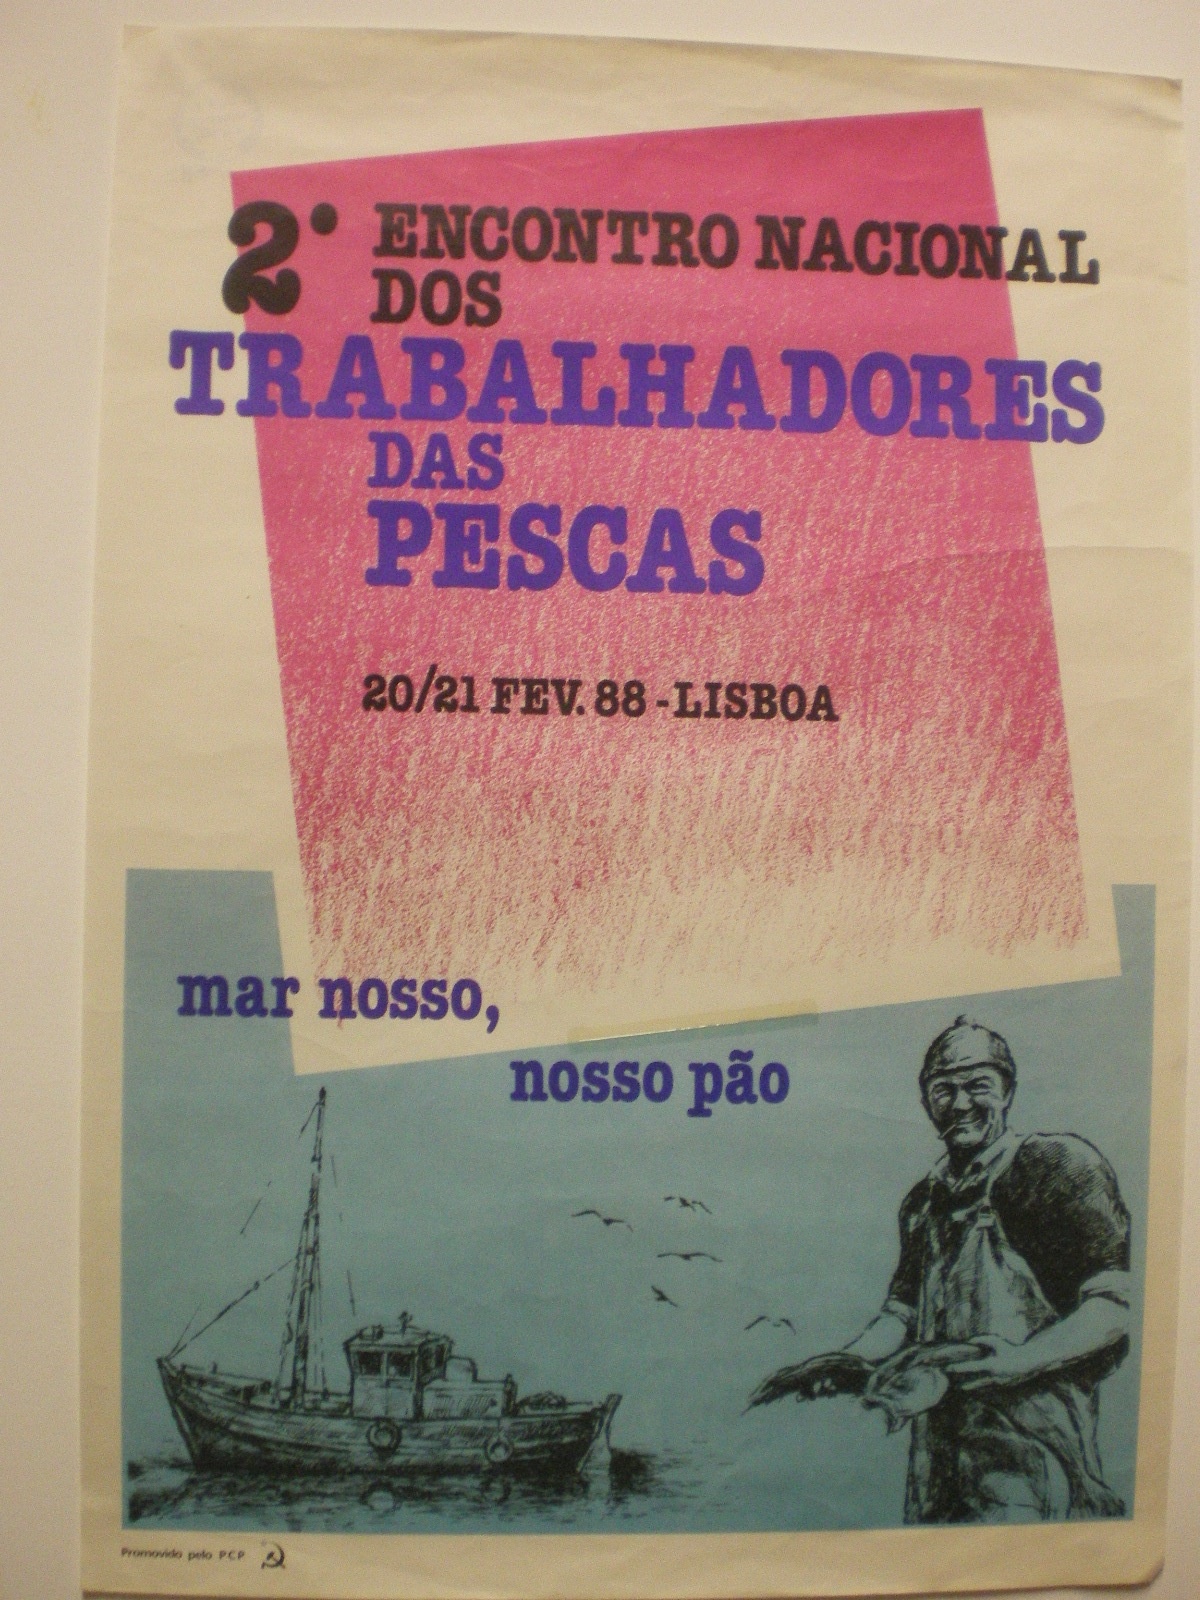 2º ENCONTRO NACIONAL
DOS
TRABALHADORES
DAS
PESCAS
20/21 FEV. 88 - LISBOA
mar nosso,
nosso pão
Promovido pelo PCP